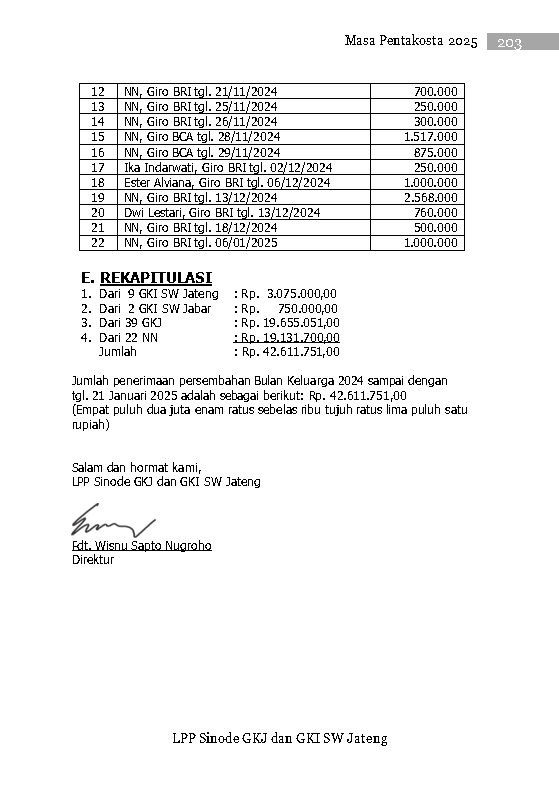 Masa Pentakosta 2025 203
12 NN, Giro BRI tgl. 21/11/2024 700.000
13 NN, Giro BRI tgl. 25/11/2024 250.000
14 NN, Giro BRI tgl. 26/11/2024 300.000
15 NN, Giro BCA tgl. 28/11/2024 1.517.000
16 NN, Giro BCA tgl. 29/11/2024 875.000
17 Ika Indarwati, Giro BRI tgl. 02/12/2024 250.000
18 Ester Alviana, Giro BRI tgl. 06/12/2024 1.000.000
19 NN, Giro BRI tgl. 13/12/2024 2.568.000
20 Dwi Lestari, Giro BRI tgl. 13/12/2024 760.000
21 NN, Giro BRI tgl. 18/12/2024 500.000
22 NN, Giro BRI tgl. 06/01/2025 1.000.000
E. REKAPITULASI
1. Dari 9 GKI SW Jateng : Rp. 3.075.000,00
2. Dari 2 GKI SW Jabar : Rp. 750.000,00
3. Dari 39 GKJ : Rp. 19.655.051,00
4. Dari 22 NN : Rp. 19.131.700,00
Jumlah : Rp. 42.611.751,00
Jumlah penerimaan persembahan Bulan Keluarga 2024 sampai dengan
tgl. 21 Januari 2025 adalah sebagai berikut: Rp. 42.611.751,00
(Empat puluh dua juta enam ratus sebelas ribu tujuh ratus lima puluh satu
rupiah)
Salam dan hormat kami,
LPP Sinode GKJ dan GKI SW Jateng
Pdt. Wisnu Sapto Nugroho
Direktur
LPP Sinode GKJ dan GKI SW Jateng